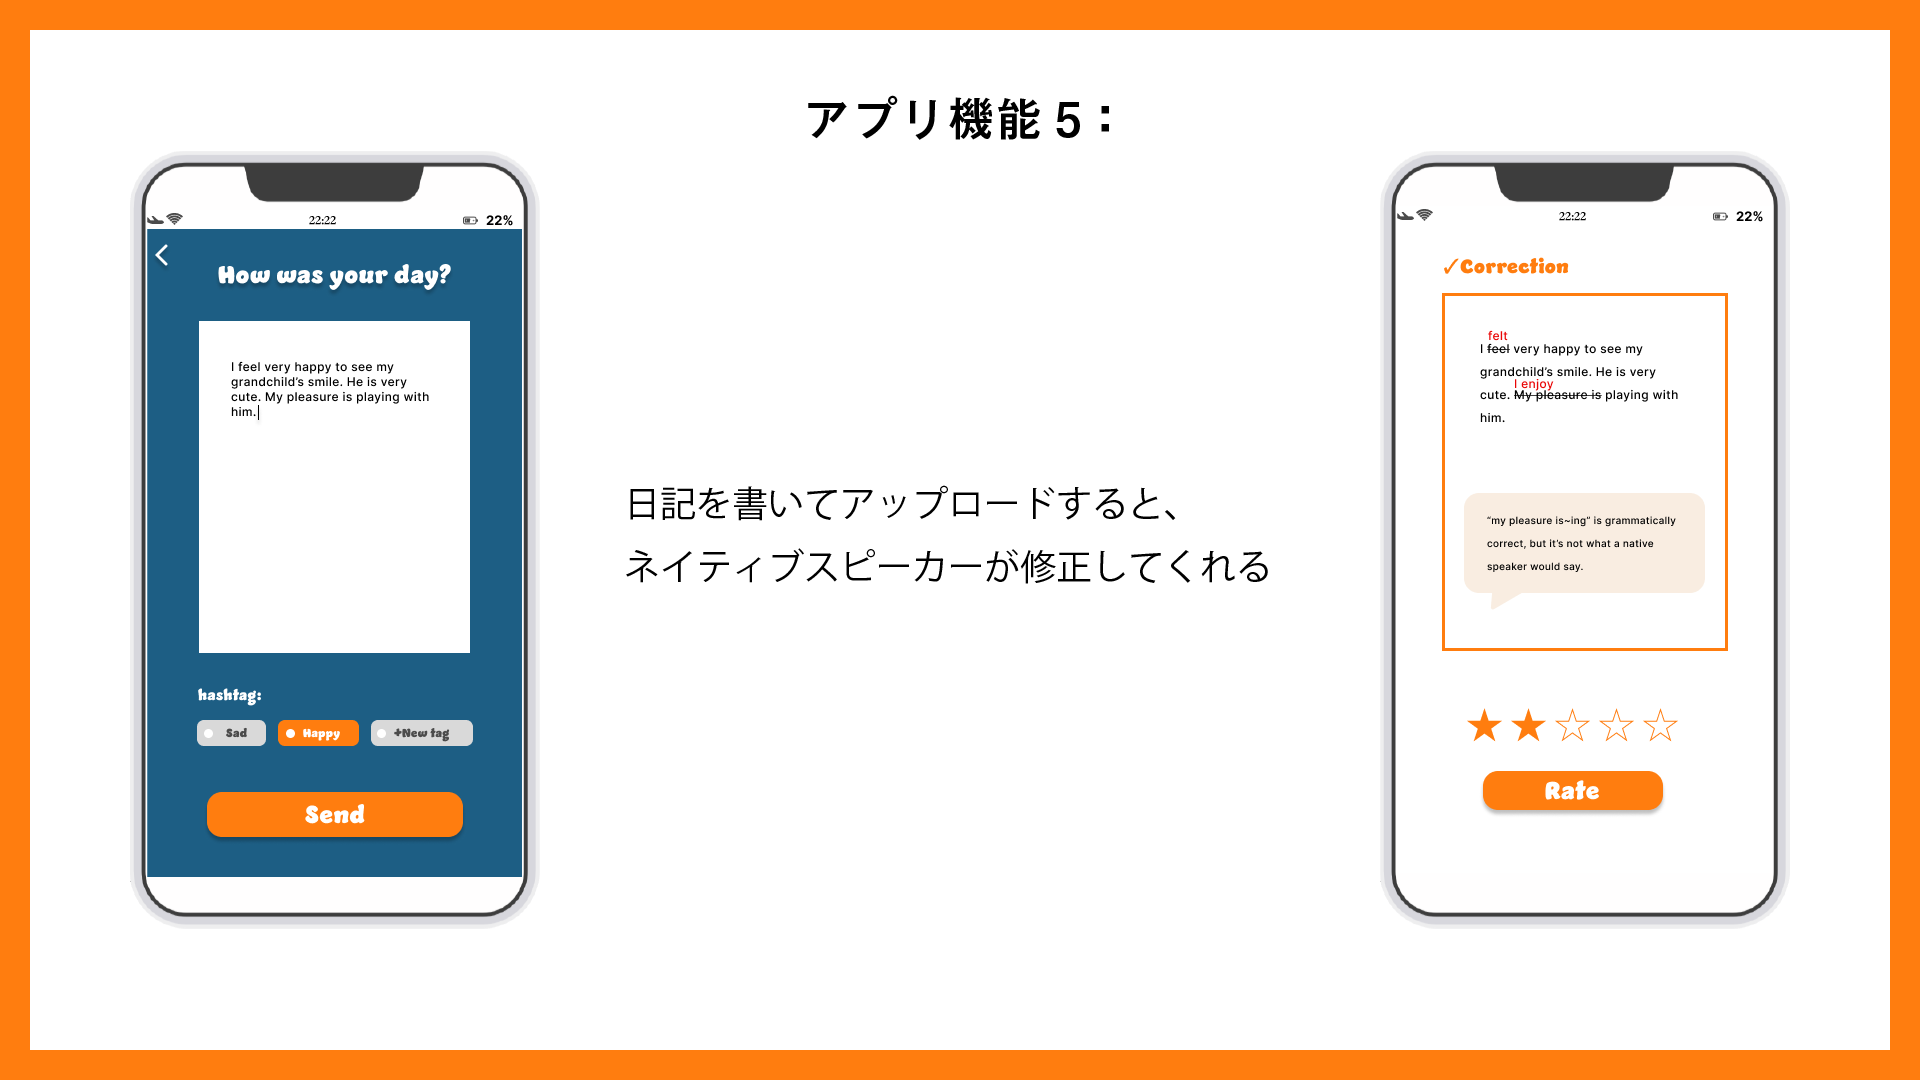 アプリ機能 5：
22:22
22%
How was your day?
I feel very happy to see my
grandchild’s smile. He is very
cute. My pleasure is playing with
him.
hashtag:
Sad
Happy
+New tag
Send
日記を書いてアップロードすると、
ネイティブスピーカーが修正してくれる
22:22
22%
✓Correction
felt
I feel very happy to see my
grandchild’s smile. He is very
I enjoy
cute. My pleasure is playing with
him.
“my pleasure is~ing” is grammatically
correct, but it’s not what a native
speaker would say.
★★☆☆☆
Rate